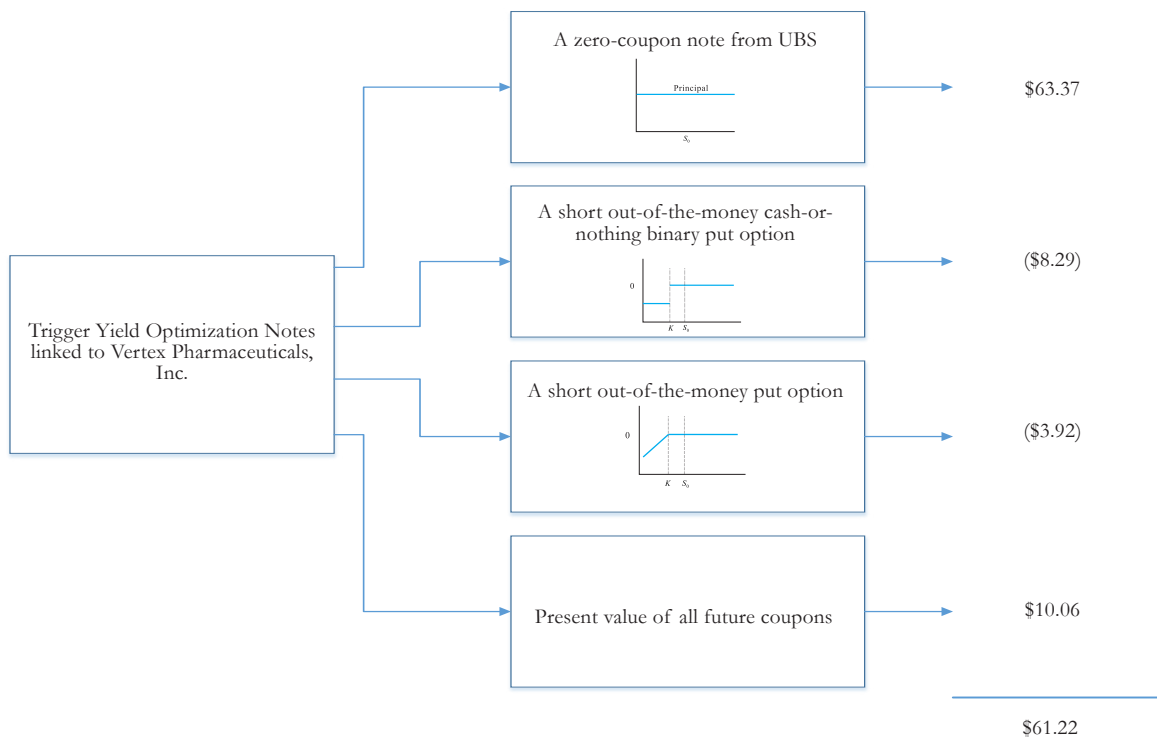 A zero-coupon note from UBS
Principal
S₀
$63.37
A short out-of-the-money cash-or-
nothing binary put option
0
K S₀
($8.29)
Trigger Yield Optimization Notes
linked to Vertex Pharmaceuticals,
Inc.
A short out-of-the-money put option
0
K S₀
($3.92)
Present value of all future coupons
$10.06
$61.22